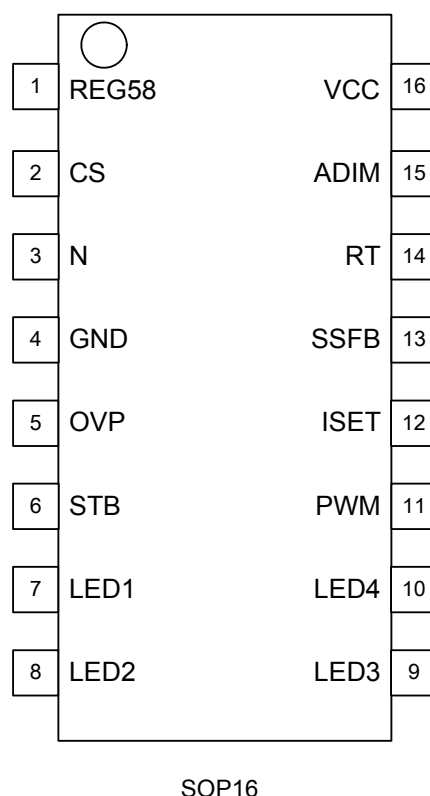 1 REG58 VCC 16
2 CS ADIM 15
3 N RT 14
4 GND SSFB 13
5 OVP ISET 12
6 STB PWM 11
7 LED1 LED4 10
8 LED2 LED3 9
SOP16